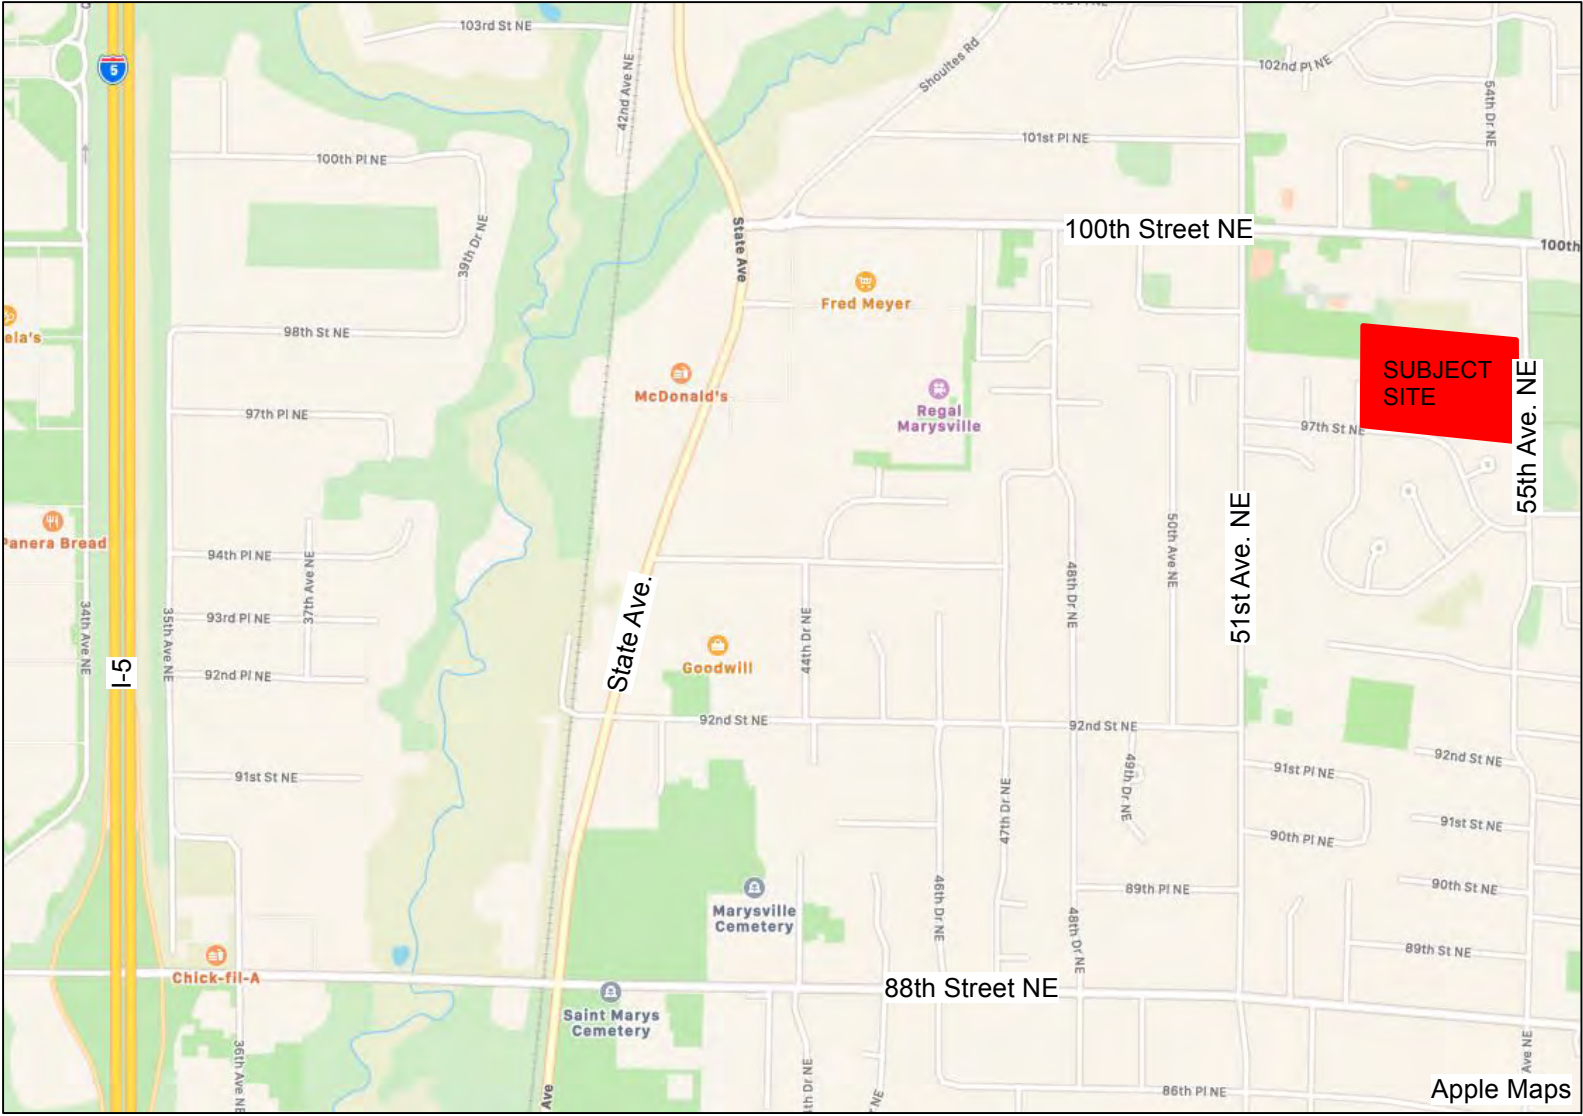 103rd St NE
5
42nd Ave NE
Shoultes Rd
102nd Pl NE
54th Dr NE
101st Pl NE
100th Pl NE
39th Dr NE
State Ave
100th Street NE
100th
Fred Meyer
ela's
98th St NE
McDonald's
Regal
Marysville
SUBJECT
SITE
97th Pl NE
97th St NE
55th Ave. NE
51st Ave. NE
50th Ave NE
Panera Bread
94th Pl NE
37th Ave NE
48th Dr NE
34th Ave NE
35th Ave NE
93rd Pl NE
State Ave.
44th Dr NE
Goodwill
I-5
92nd Pl NE
92nd St NE
92nd St NE
49th Dr NE
92nd St NE
91st Pl NE
91st St NE
47th Dr NE
91st St NE
90th Pl NE
46th Dr NE
89th Pl NE
90th St NE
Marysville
Cemetery
48th Dr NE
89th St NE
Chick-fil-A
88th Street NE
Saint Marys
Cemetery
36th Ave NE
Ave
th Dr NE
NE
86th Pl NE
Ave NE
Apple Maps